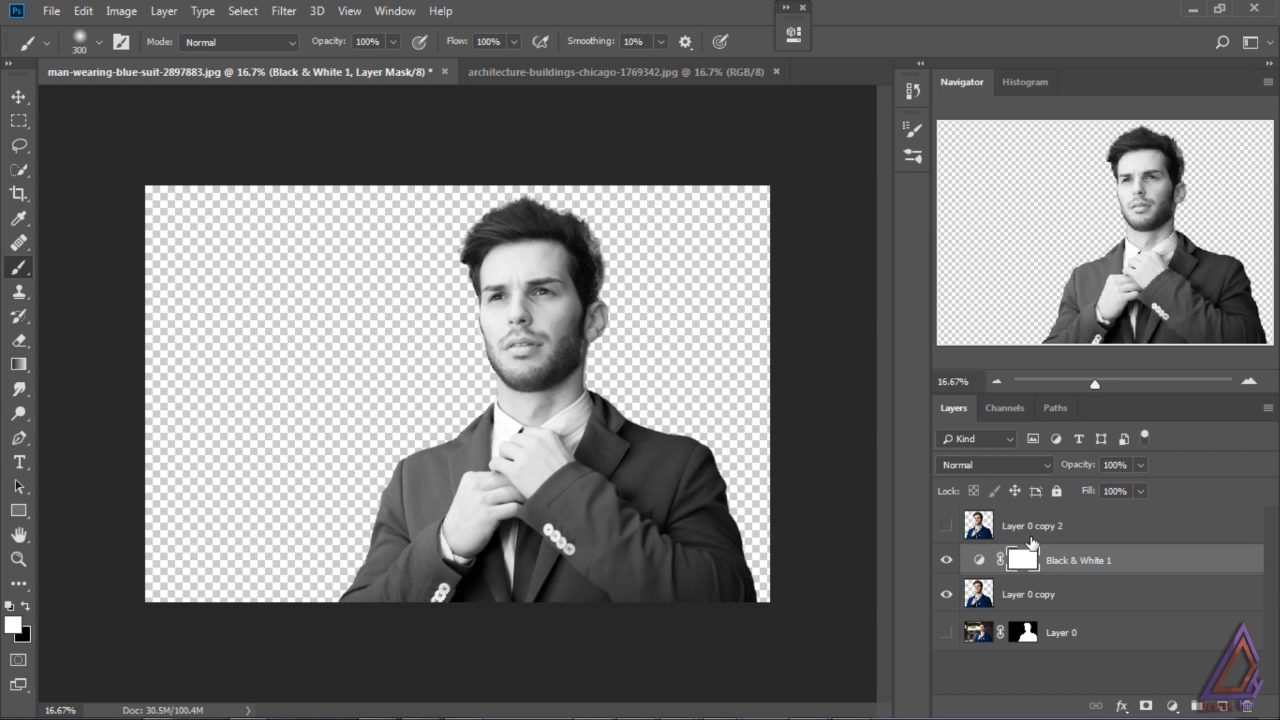 Ps File Edit Image Layer Type Select Filter 3D View Window Help
300 Mode: Normal Opacity: 100% Flow: 100% Smoothing: 10%
man-wearing-blue-suit-2897883.jpg @ 16.7% (Black & White 1, Layer Mask/8) * × architecture-buildings-chicago-1769342.jpg @ 16.7% (RGB/8) ×
Navigator Histogram
16.67%
Layers Channels Paths
Kind
Normal Opacity: 100%
Lock: Fill: 100%
Layer 0 copy 2
Black & White 1
Layer 0 copy
Layer 0
fx
16.67% Doc: 30.5M/100.4M